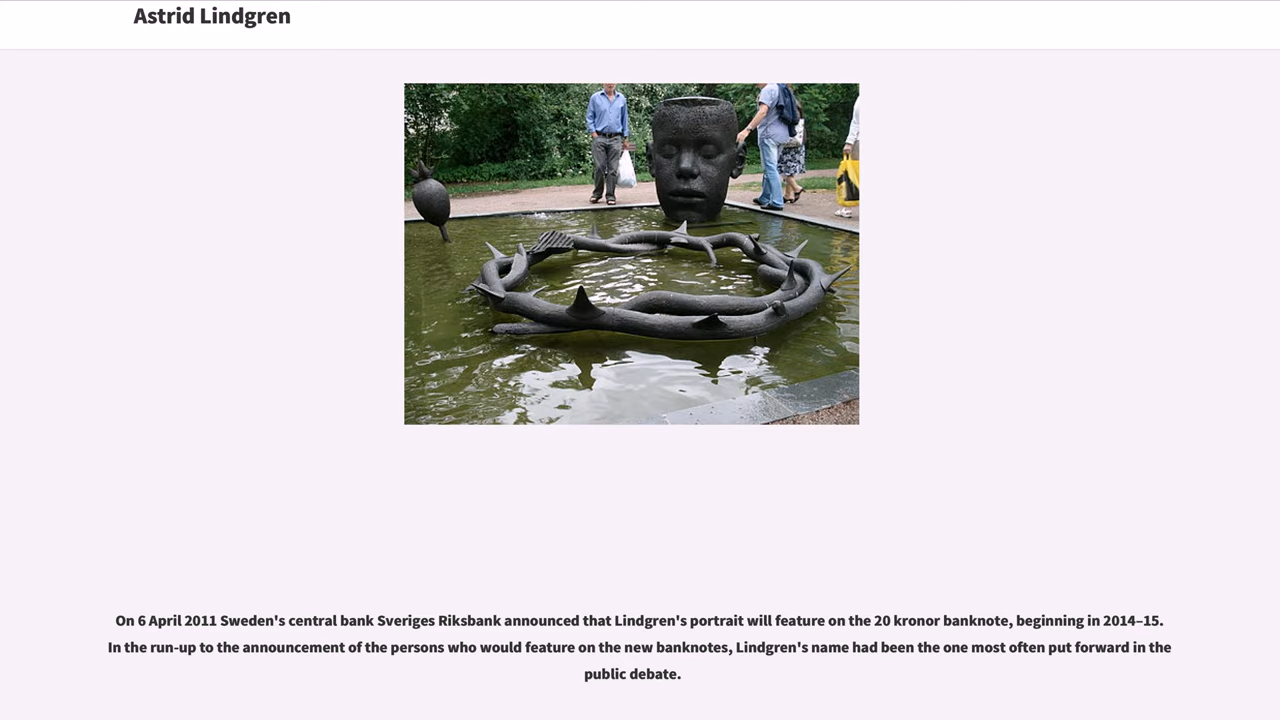 Astrid Lindgren
On 6 April 2011 Sweden's central bank Sveriges Riksbank announced that Lindgren's portrait will feature on the 20 kronor banknote, beginning in 2014–15.
In the run-up to the announcement of the persons who would feature on the new banknotes, Lindgren's name had been the one most often put forward in the
public debate.